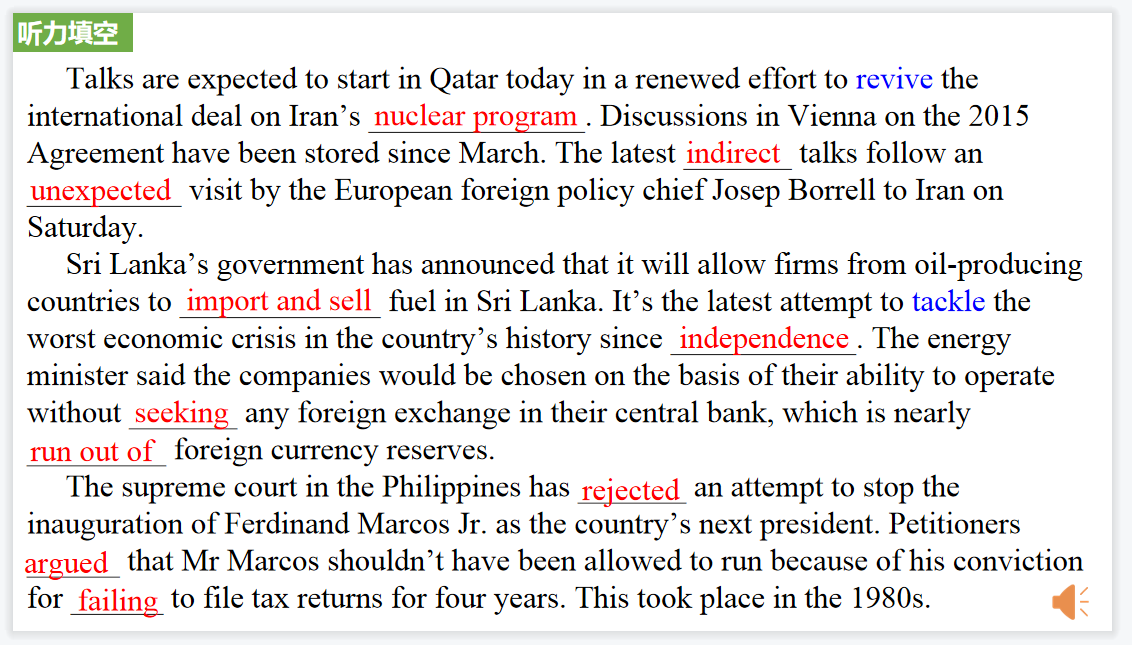 听力填空
Talks are expected to start in Qatar today in a renewed effort to revive the
international deal on Iran’s nuclear program. Discussions in Vienna on the 2015
Agreement have been stored since March. The latest indirect talks follow an
unexpected visit by the European foreign policy chief Josep Borrell to Iran on
Saturday.
Sri Lanka’s government has announced that it will allow firms from oil-producing
countries to import and sell fuel in Sri Lanka. It’s the latest attempt to tackle the
worst economic crisis in the country’s history since independence. The energy
minister said the companies would be chosen on the basis of their ability to operate
without seeking any foreign exchange in their central bank, which is nearly
run out of foreign currency reserves.
The supreme court in the Philippines has rejected an attempt to stop the
inauguration of Ferdinand Marcos Jr. as the country’s next president. Petitioners
argued that Mr Marcos shouldn’t have been allowed to run because of his conviction
for failing to file tax returns for four years. This took place in the 1980s.